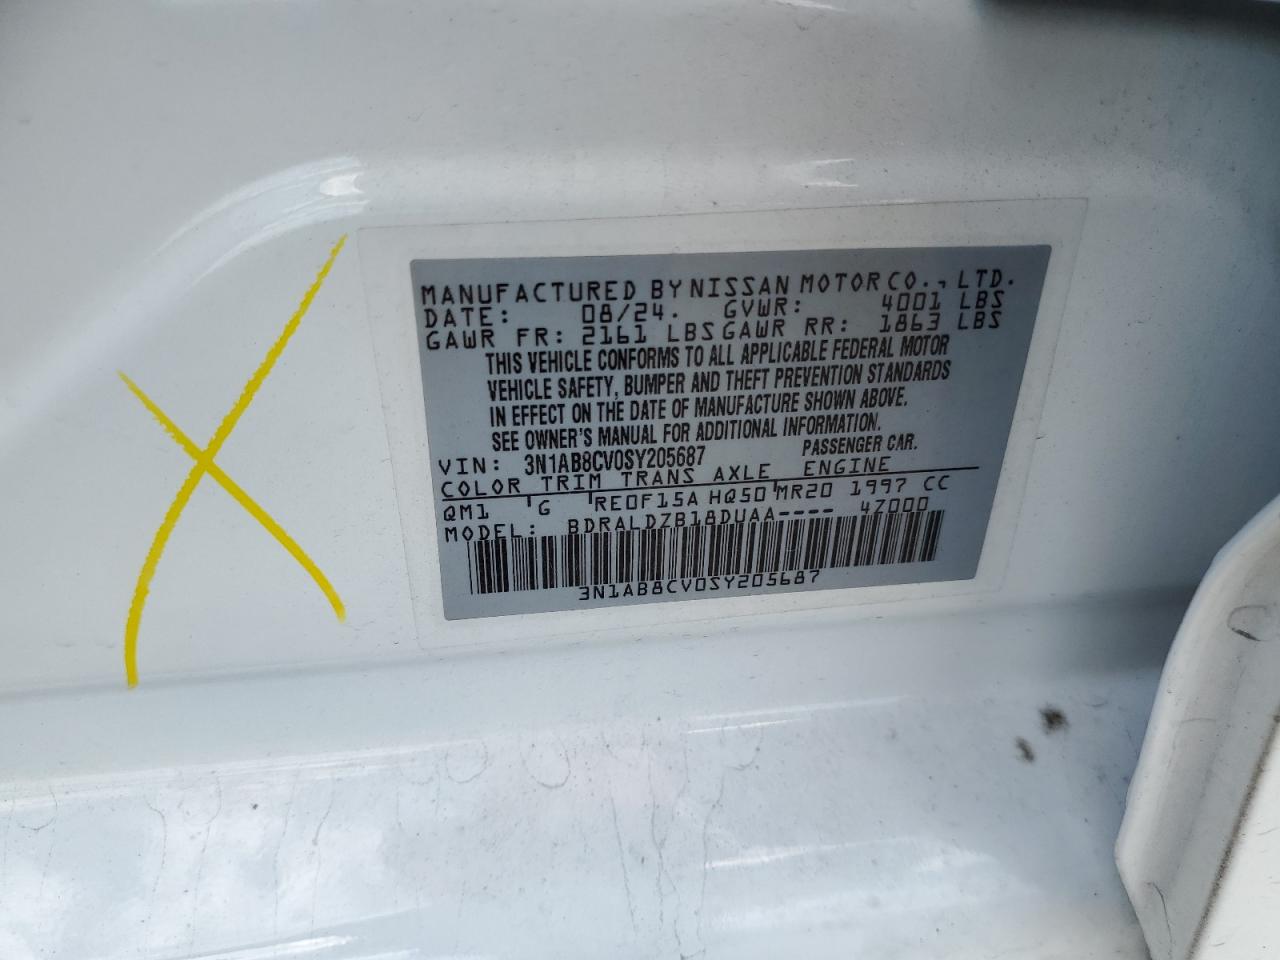 MANUFACTURED BY NISSAN MOTOR CO., LTD.
DATE: 08/24. GVWR: 4001 LBS
GAWR FR: 2161 LBS GAWR RR: 1863 LBS
THIS VEHICLE CONFORMS TO ALL APPLICABLE FEDERAL MOTOR
VEHICLE SAFETY, BUMPER AND THEFT PREVENTION STANDARDS
IN EFFECT ON THE DATE OF MANUFACTURE SHOWN ABOVE.
SEE OWNER'S MANUAL FOR ADDITIONAL INFORMATION.
VIN: 3N1AB8CV0SY205687 PASSENGER CAR.
COLOR TRIM TRANS AXLE ENGINE
QM1 G RE0F15A HQ50 MR20 1997 CC
MODEL: BDRALDZB18DUAA---- 4Z000
3N1AB8CV0SY205687